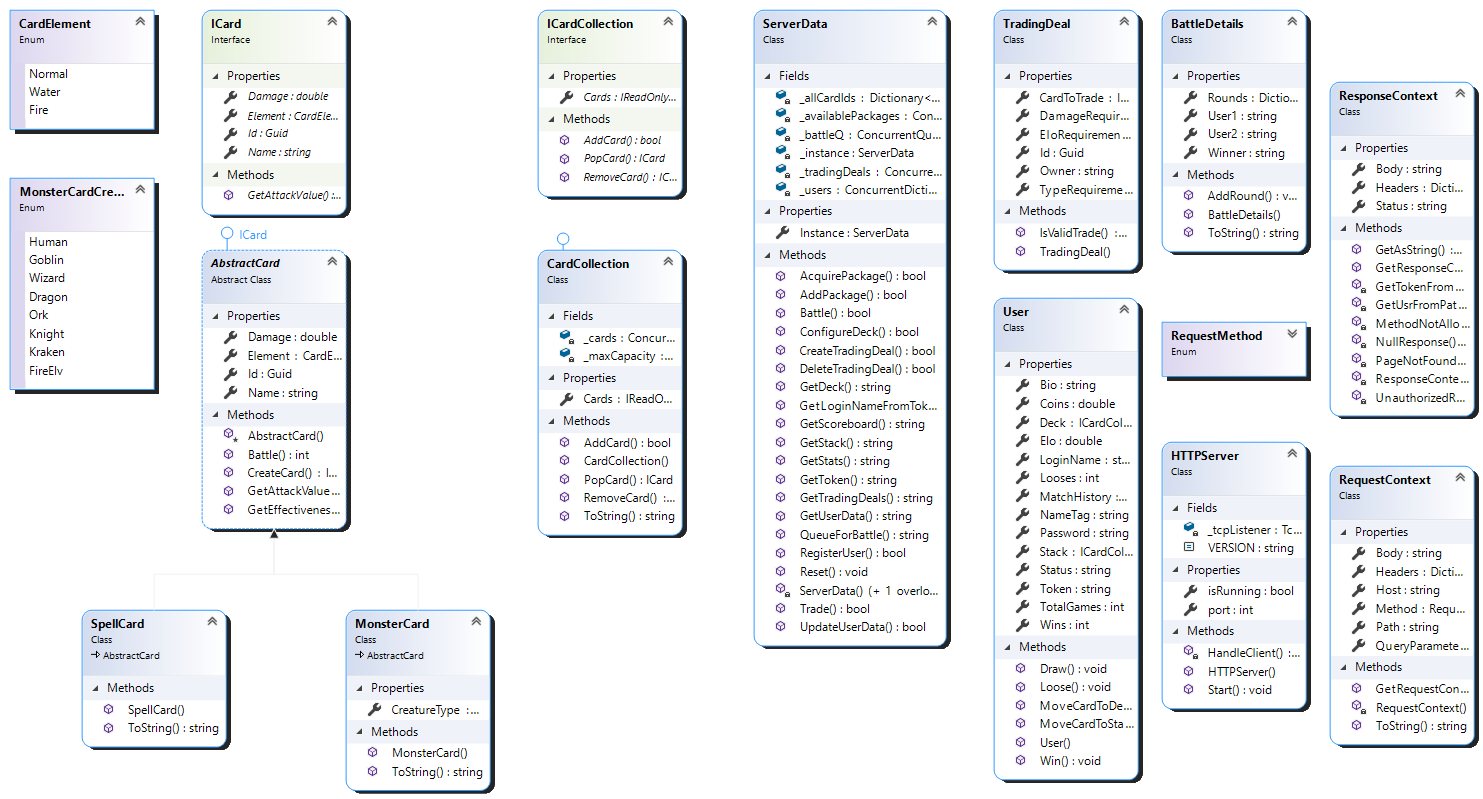 CardElement
Enum
Normal
Water
Fire
MonsterCardCre...
Enum
Human
Goblin
Wizard
Dragon
Ork
Knight
Kraken
FireElv
ICard
Interface
Properties
Damage : double
Element : CardEle...
Id : Guid
Name : string
Methods
GetAttackValue() :...
ICard
AbstractCard
Abstract Class
Properties
Damage : double
Element : CardE...
Id : Guid
Name : string
Methods
AbstractCard()
Battle() : int
CreateCard() : I...
GetAttackValue...
GetEffectivenes...
SpellCard
Class
AbstractCard
Methods
SpellCard()
ToString() : string
MonsterCard
Class
AbstractCard
Properties
CreatureType :...
Methods
MonsterCard()
ToString() : string
ICardCollection
Interface
Properties
Cards : IReadOnly...
Methods
AddCard() : bool
PopCard() : ICard
RemoveCard() : IC...
CardCollection
Class
Fields
_cards : Concur...
_maxCapacity :...
Properties
Cards : IReadO...
Methods
AddCard() : bool
CardCollection()
PopCard() : ICard
RemoveCard() :...
ToString() : string
ServerData
Class
Fields
_allCardIds : Dictionary<...
_availablePackages : Con...
_battleQ : ConcurrentQu...
_instance : ServerData
_tradingDeals : Concurre...
_users : ConcurrentDicti...
Properties
Instance : ServerData
Methods
AcquirePackage() : bool
AddPackage() : bool
Battle() : bool
ConfigureDeck() : bool
CreateTradingDeal() : bool
DeleteTradingDeal() : bool
GetDeck() : string
GetLoginNameFromTok...
GetScoreboard() : string
GetStack() : string
GetStats() : string
GetToken() : string
GetTradingDeals() : string
GetUserData() : string
QueueForBattle() : string
RegisterUser() : bool
Reset() : void
ServerData() (+ 1 overlo...
Trade() : bool
UpdateUserData() : bool
TradingDeal
Class
Properties
CardToTrade : I...
DamageRequir...
EloRequiremen...
Id : Guid
Owner : string
TypeRequireme...
Methods
IsValidTrade() :...
TradingDeal()
User
Class
Properties
Bio : string
Coins : double
Deck : ICardCol...
Elo : double
LoginName : st...
Looses : int
MatchHistory :...
NameTag : string
Password : string
Stack : ICardCol...
Status : string
Token : string
TotalGames : int
Wins : int
Methods
Draw() : void
Loose() : void
MoveCardToDe...
MoveCardToSta...
User()
Win() : void
BattleDetails
Class
Properties
Rounds : Dictio...
User1 : string
User2 : string
Winner : string
Methods
AddRound() : v...
BattleDetails()
ToString() : string
RequestMethod
Enum
HTTPServer
Class
Fields
_tcpListener : Tc...
VERSION : string
Properties
isRunning : bool
port : int
Methods
HandleClient() :...
HTTPServer()
Start() : void
ResponseContext
Class
Properties
Body : string
Headers : Dicti...
Status : string
Methods
GetAsString() :...
GetResponseC...
GetTokenFrom...
GetUsrFromPat...
MethodNotAllo...
NullResponse()...
PageNotFound...
ResponseConte...
UnauthorizedR...
RequestContext
Class
Properties
Body : string
Headers : Dicti...
Host : string
Method : Requ...
Path : string
QueryParamete...
Methods
GetRequestCon...
RequestContext()
ToString() : string